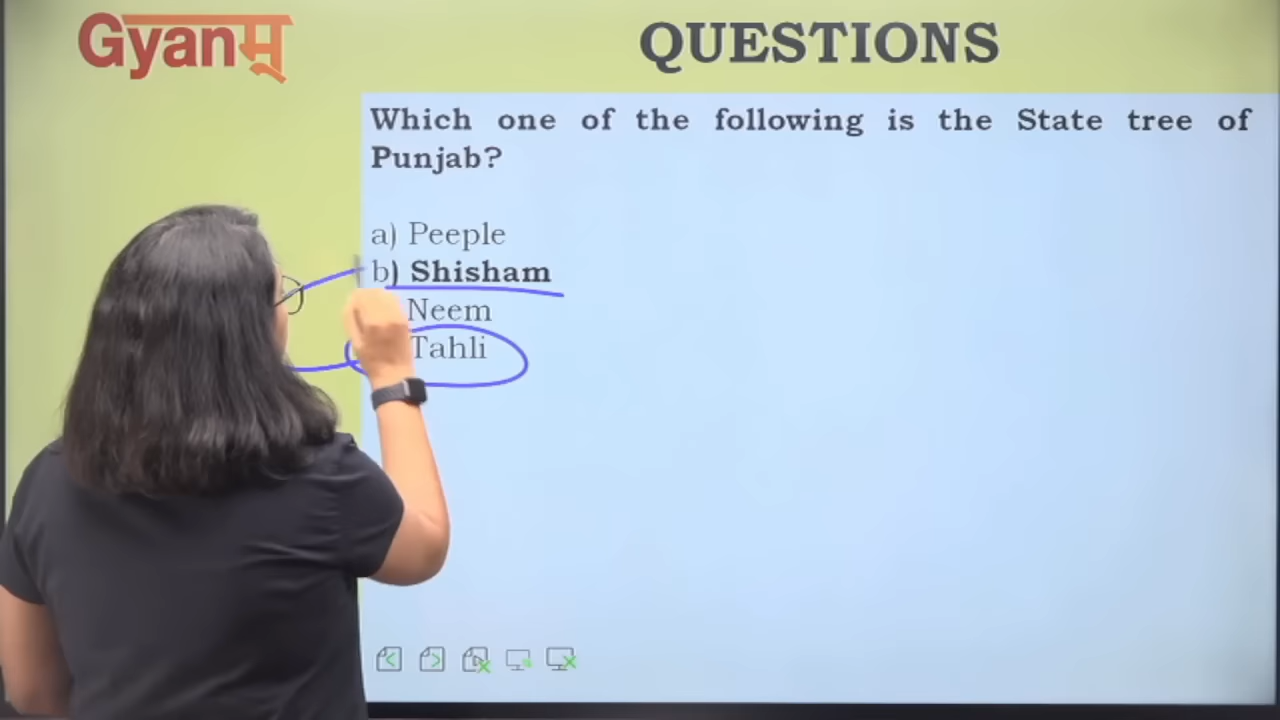 Gyanम्
QUESTIONS
Which one of the following is the State tree of
Punjab?
a) Peeple
b) Shisham
Neem
Tahli